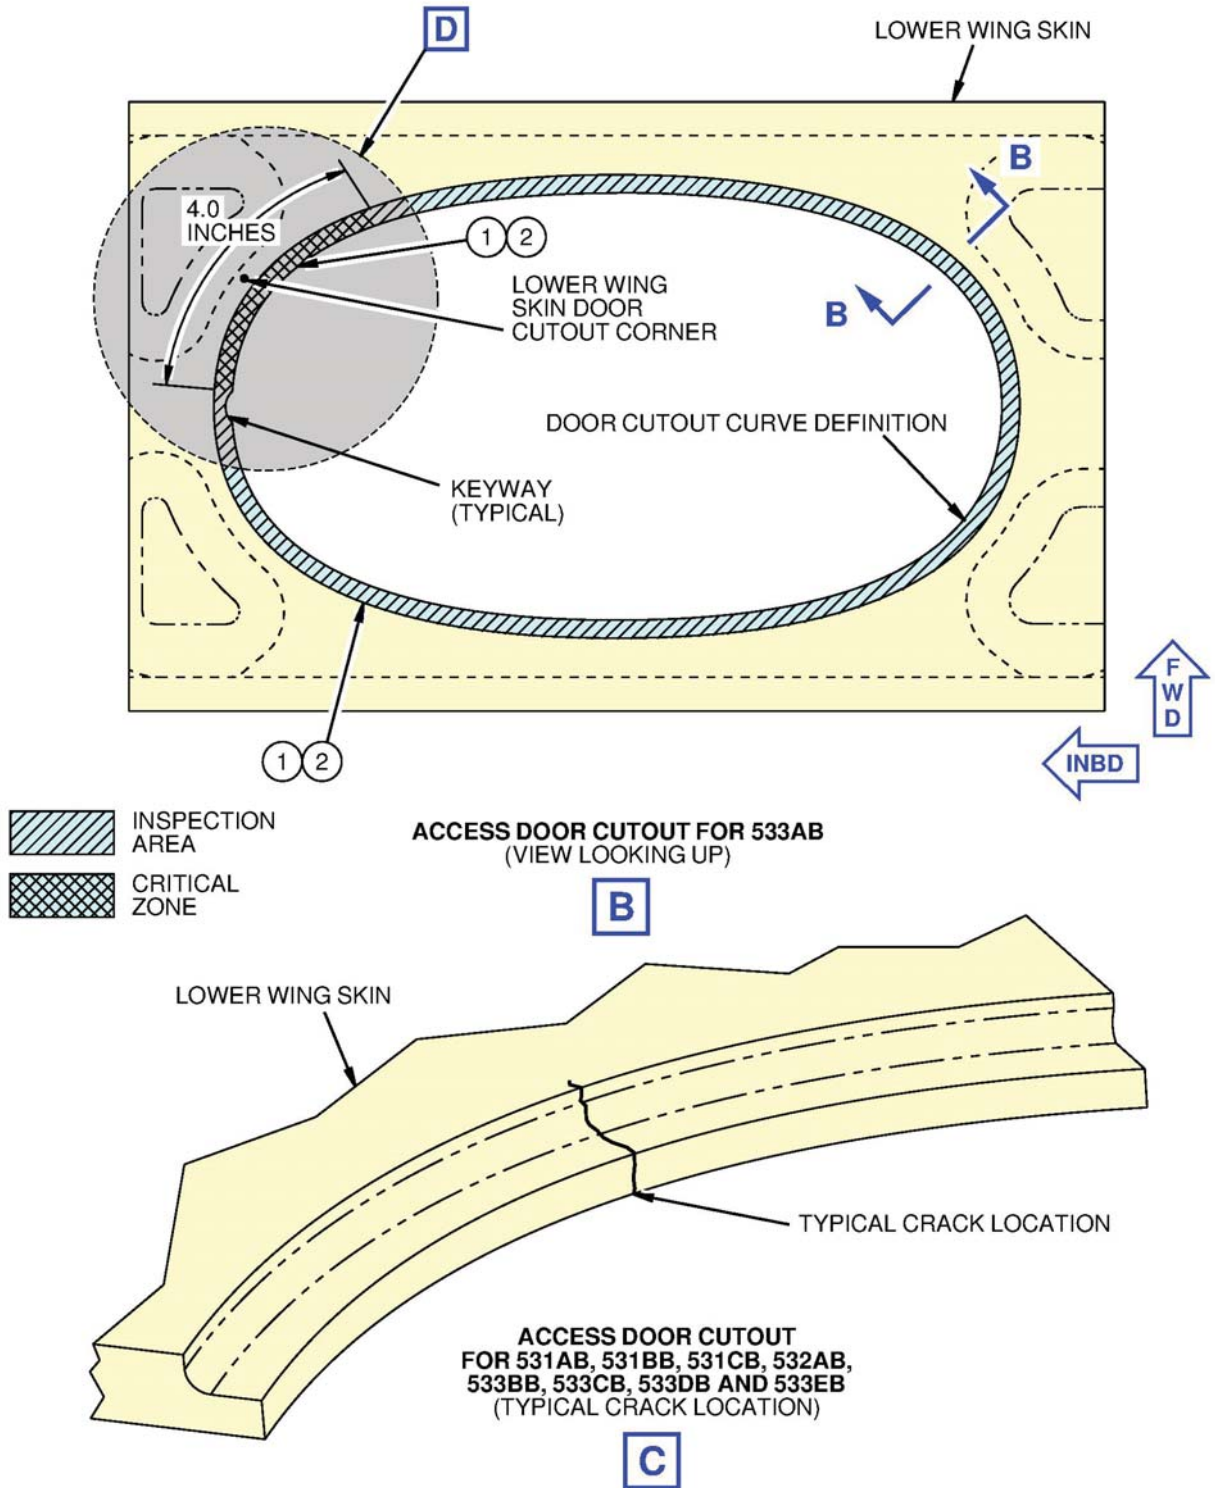 D
LOWER WING SKIN
B
4.0
INCHES
1 2
LOWER WING
SKIN DOOR
CUTOUT CORNER
B
DOOR CUTOUT CURVE DEFINITION
KEYWAY
(TYPICAL)
FWD
1 2
INBD
INSPECTION
AREA
CRITICAL
ZONE
ACCESS DOOR CUTOUT FOR 533AB
(VIEW LOOKING UP)
B
LOWER WING SKIN
TYPICAL CRACK LOCATION
ACCESS DOOR CUTOUT
FOR 531AB, 531BB, 531CB, 532AB,
533BB, 533CB, 533DB AND 533EB
(TYPICAL CRACK LOCATION)
C